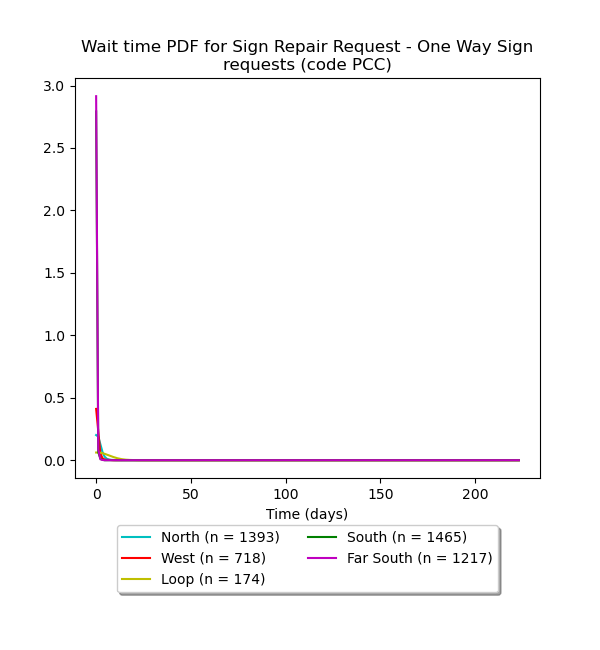 Wait time PDF for Sign Repair Request - One Way Sign
requests (code PCC)
3.0
2.5
2.0
1.5
1.0
0.5
0.0
0
50
100
150
200
Time (days)
North (n = 1393)
West (n = 718)
Loop (n = 174)
South (n = 1465)
Far South (n = 1217)